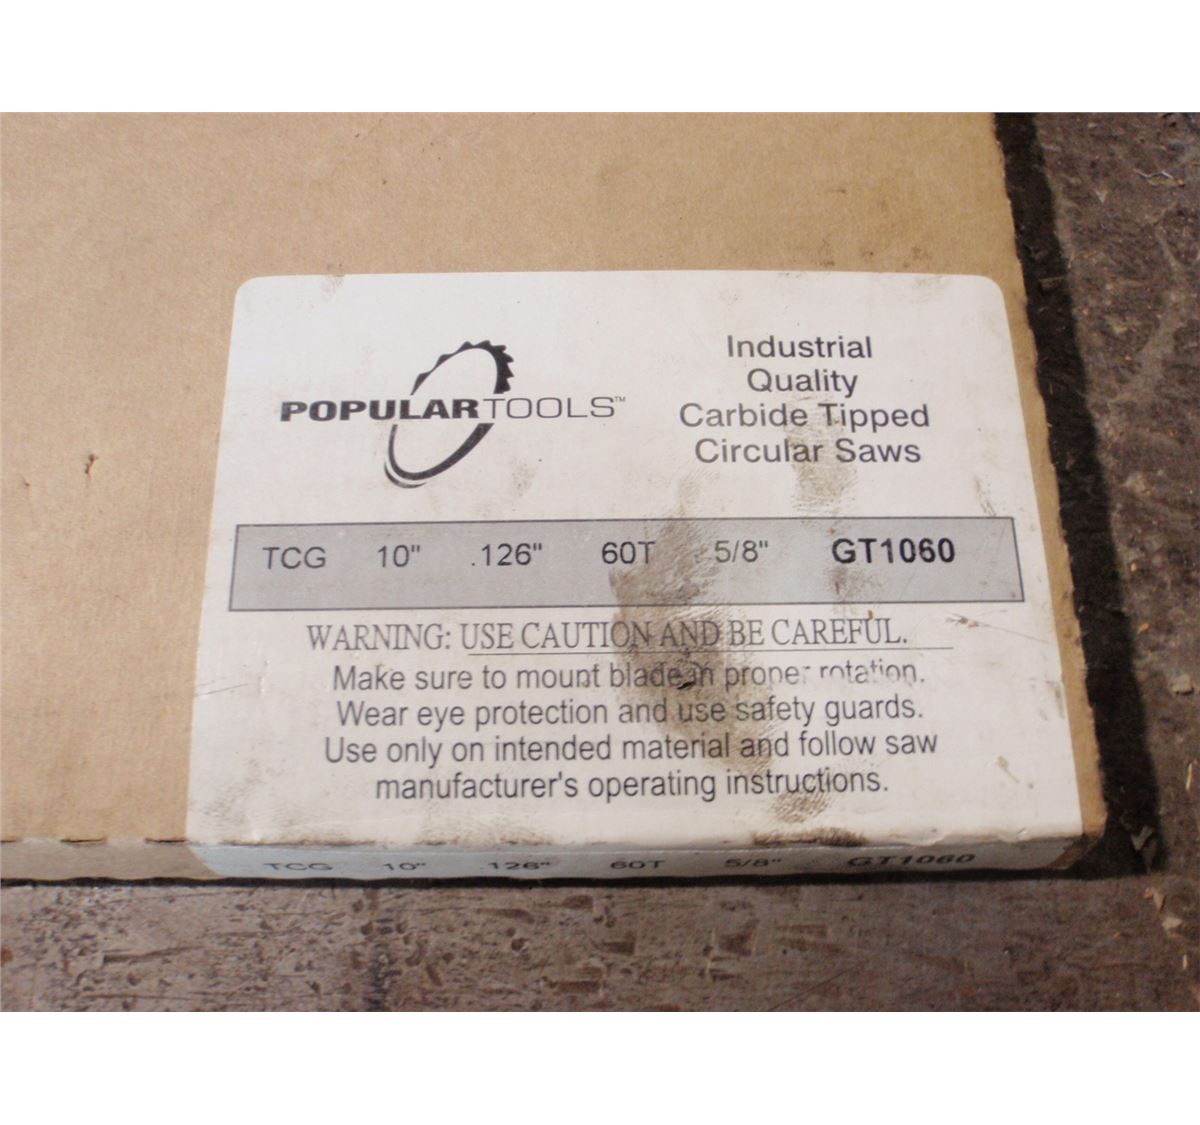 POPULARTOOLS™
Industrial
Quality
Carbide Tipped
Circular Saws
TCG 10" .126" 60T 5/8" GT1060
WARNING: USE CAUTION AND BE CAREFUL.
Make sure to mount blade in proper rotation.
Wear eye protection and use safety guards.
Use only on intended material and follow saw
manufacturer's operating instructions.
TCG 10" .126" 60T 5/8" GT1060